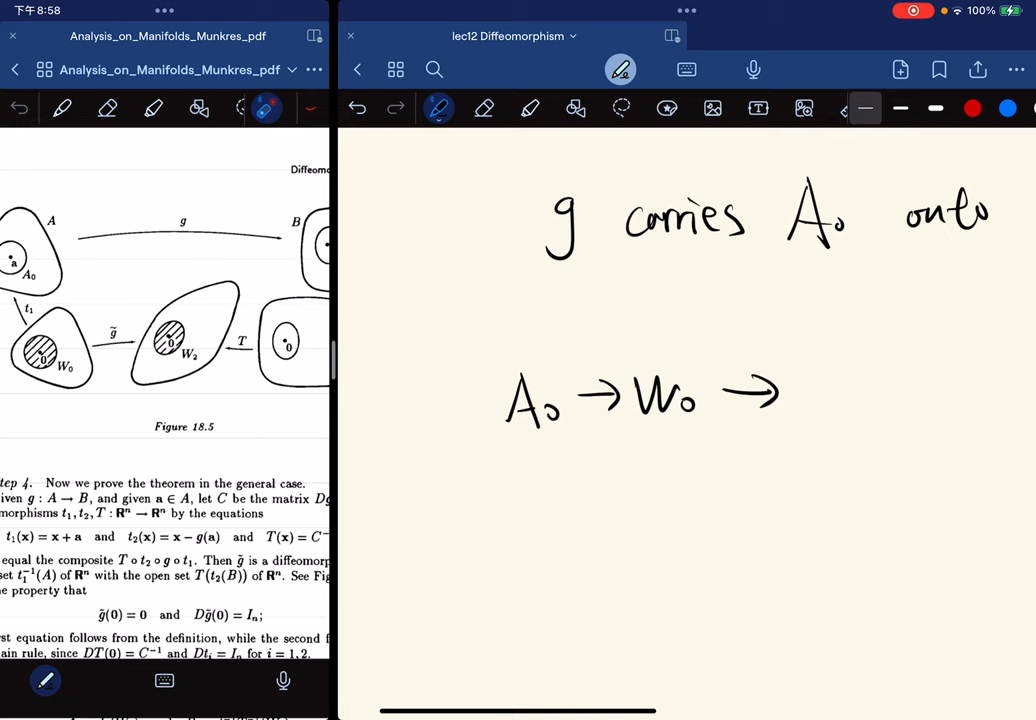 下午8:58
100%
Analysis_on_Manifolds_Munkres_pdf
lec12 Diffeomorphism
Analysis_on_Manifolds_Munkres_pdf
T
Diffeomo
A
g
B
a
A₀
t₁
g̃
T
0
W₀
0
W₂
0
Figure 18.5
tep 4. Now we prove the theorem in the general case.
iven g : A → B, and given a ∈ A, let C be the matrix Dg
morphisms t₁, t₂, T : Rⁿ → Rⁿ by the equations
t₁(x) = x + a and t₂(x) = x − g(a) and T(x) = C⁻
equal the composite T ∘ t₂ ∘ g ∘ t₁. Then g̃ is a diffeomorp
set t₁⁻¹(A) of Rⁿ with the open set T(t₂(B)) of Rⁿ. See Fig
he property that
g̃(0) = 0 and Dg̃(0) = Iₙ;
rst equation follows from the definition, while the second f
ain rule, since DT(0) = C⁻¹ and Dtᵢ = Iₙ for i = 1, 2.
g carries A₀ onto
A₀ → W₀ →